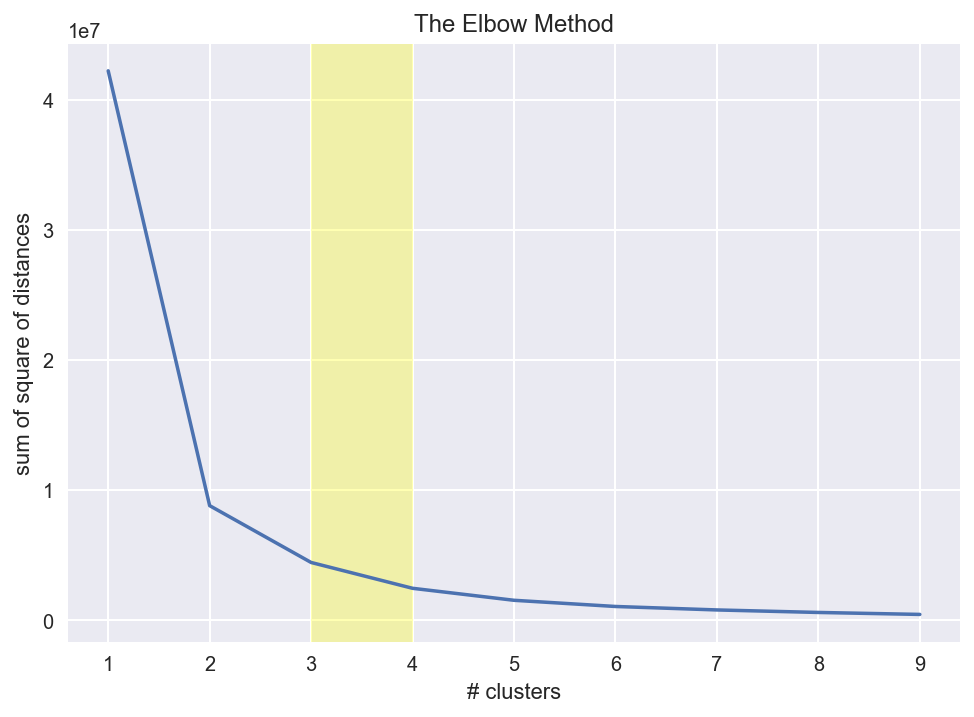 The Elbow Method
1e7
4
3
2
1
0
sum of square of distances
1 2 3 4 5 6 7 8 9
# clusters